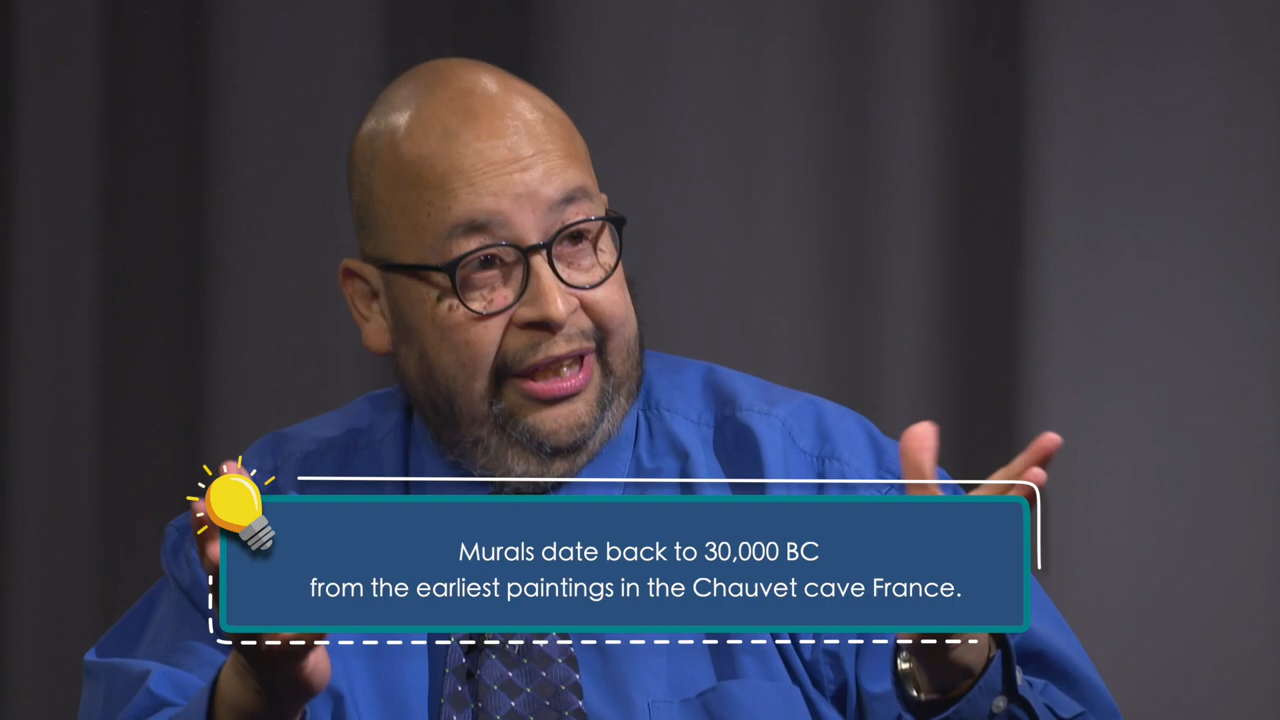 Murals date back to 30,000 BC
from the earliest paintings in the Chauvet cave France.